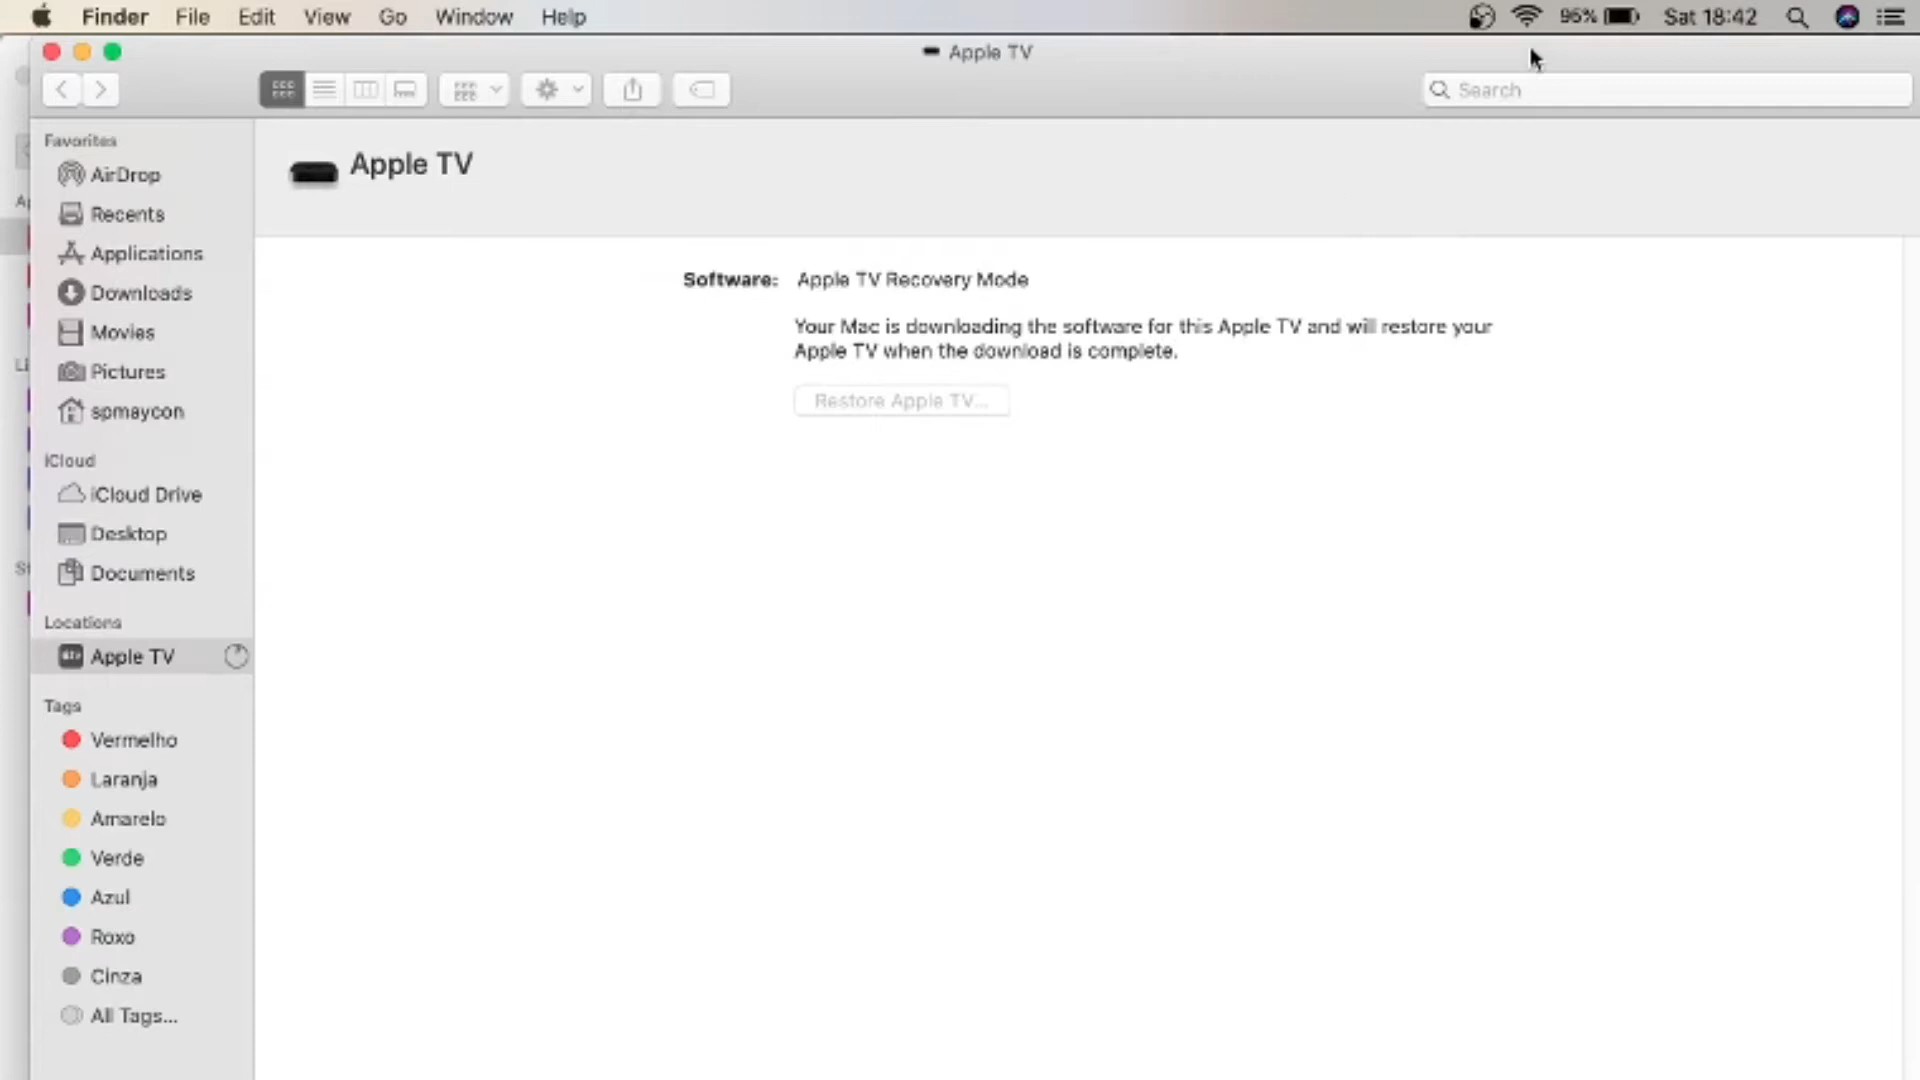 Finder File Edit View Go Window Help 95% Sat 18:42
Apple TV
Search
Favorites
AirDrop
Recents
Applications
Downloads
Movies
Pictures
spmaycon
iCloud
iCloud Drive
Desktop
Documents
Locations
Apple TV
Tags
Vermelho
Laranja
Amarelo
Verde
Azul
Roxo
Cinza
All Tags...
Apple TV
Software: Apple TV Recovery Mode
Your Mac is downloading the software for this Apple TV and will restore your
Apple TV when the download is complete.
Restore Apple TV...